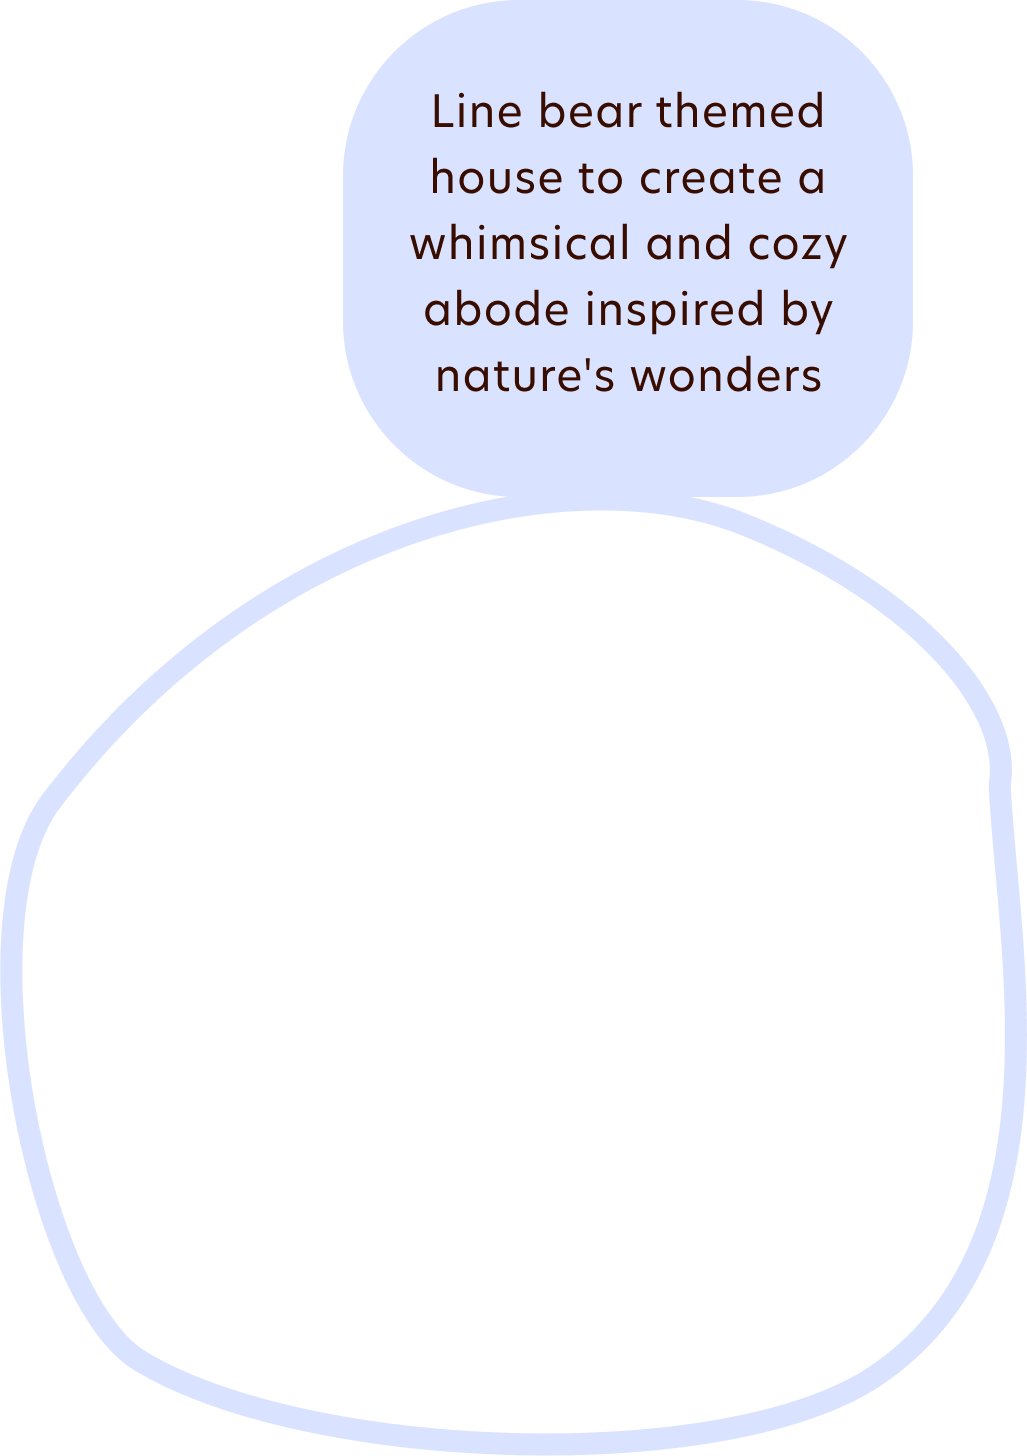 Line bear themed
house to create a
whimsical and cozy
abode inspired by
nature's wonders